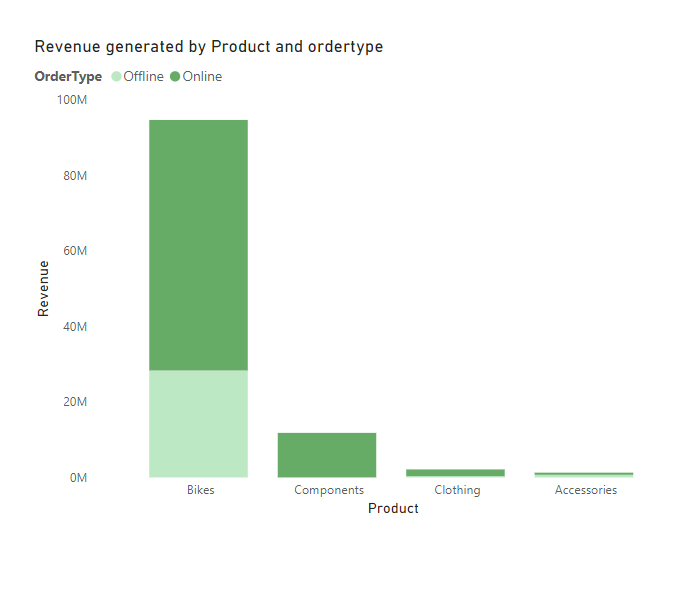 Revenue generated by Product and ordertype
OrderType Offline Online
100M
80M
60M
40M
20M
0M
Revenue
Bikes Components Clothing Accessories
Product